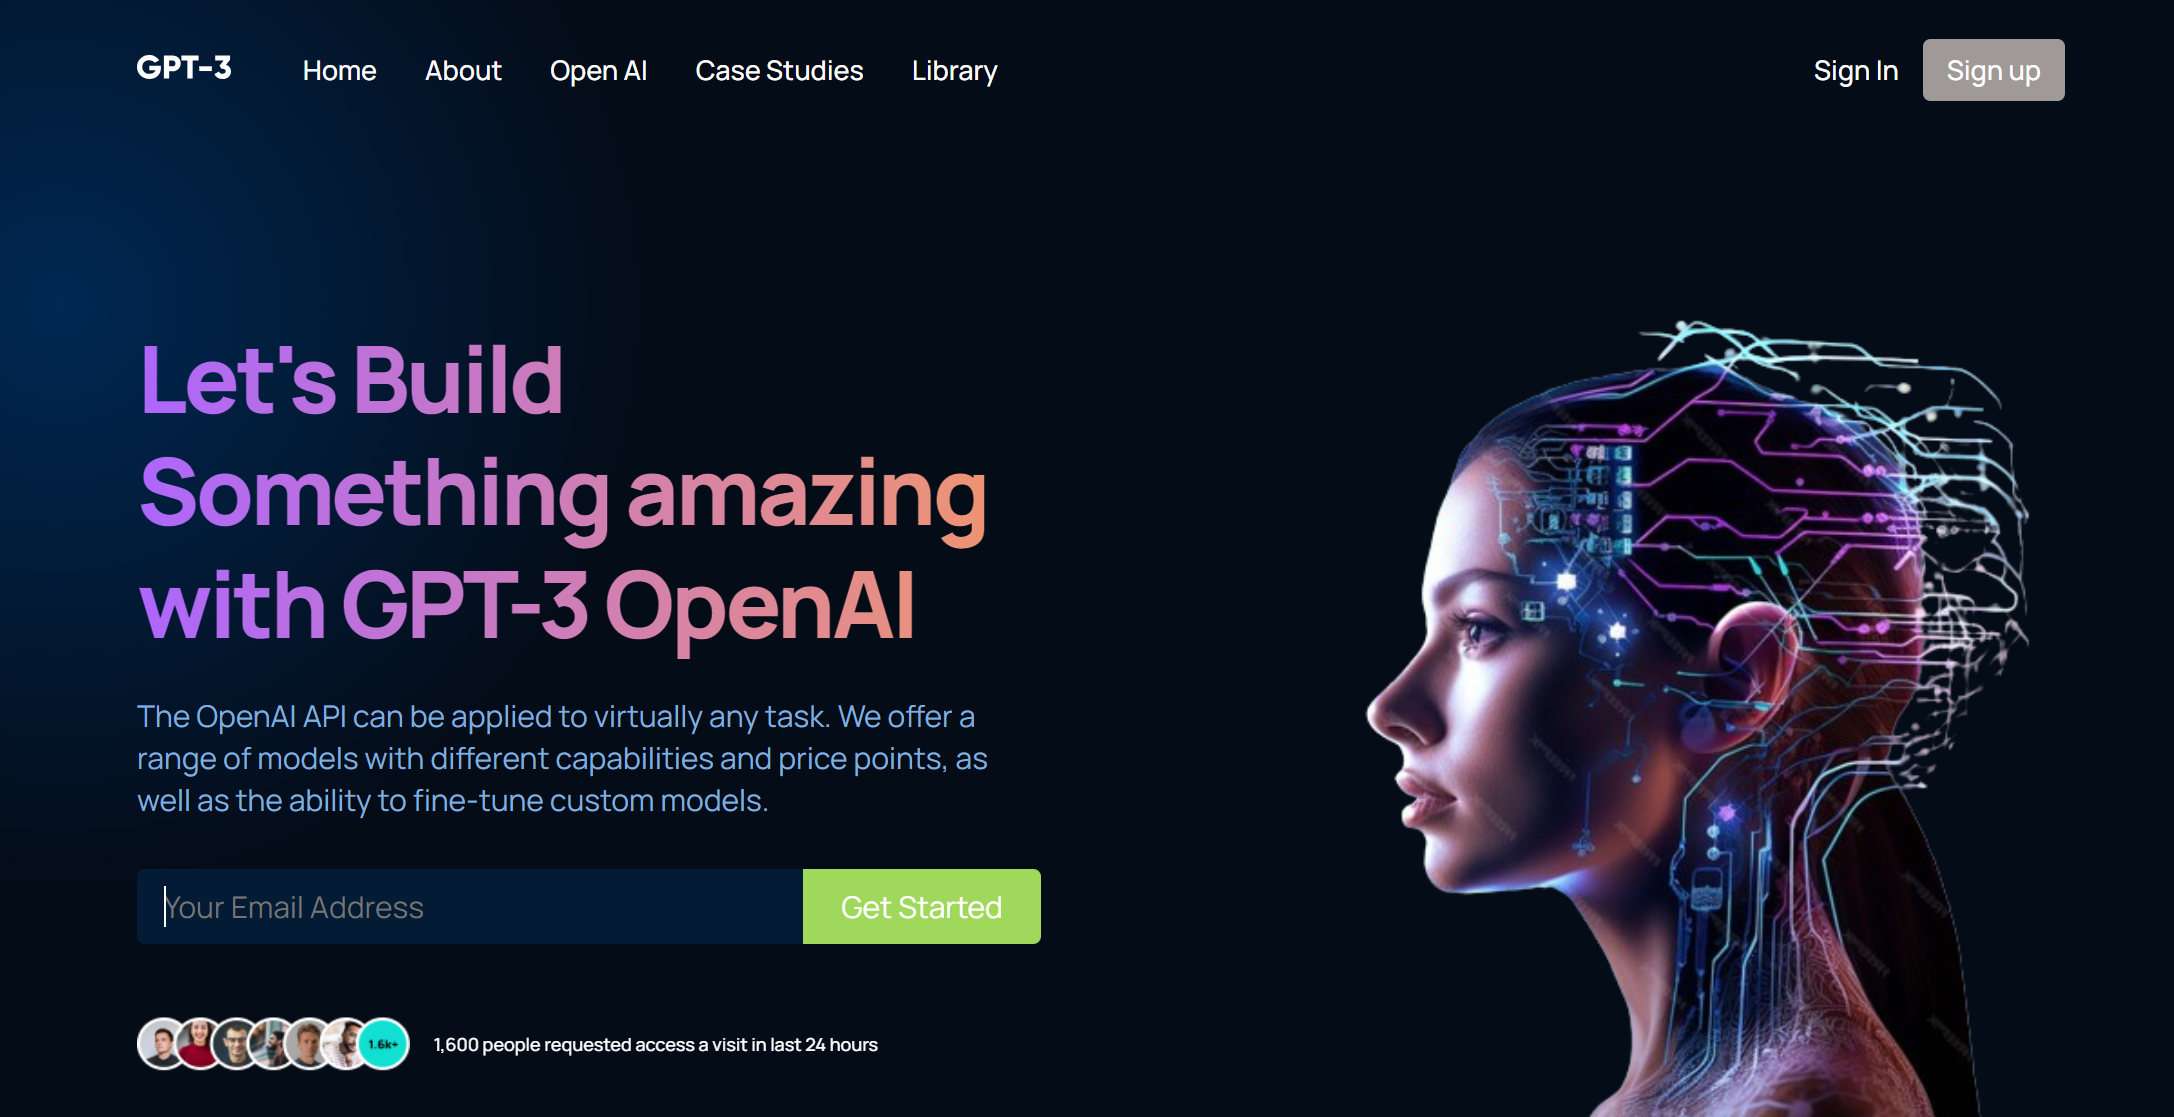 GPT-3
Home
About
Open AI
Case Studies
Library
Sign In
Sign up
Let's Build
Something amazing
with GPT-3 OpenAI
The OpenAI API can be applied to virtually any task. We offer a
range of models with different capabilities and price points, as
well as the ability to fine-tune custom models.
Your Email Address
Get Started
1.6k+
1,600 people requested access a visit in last 24 hours